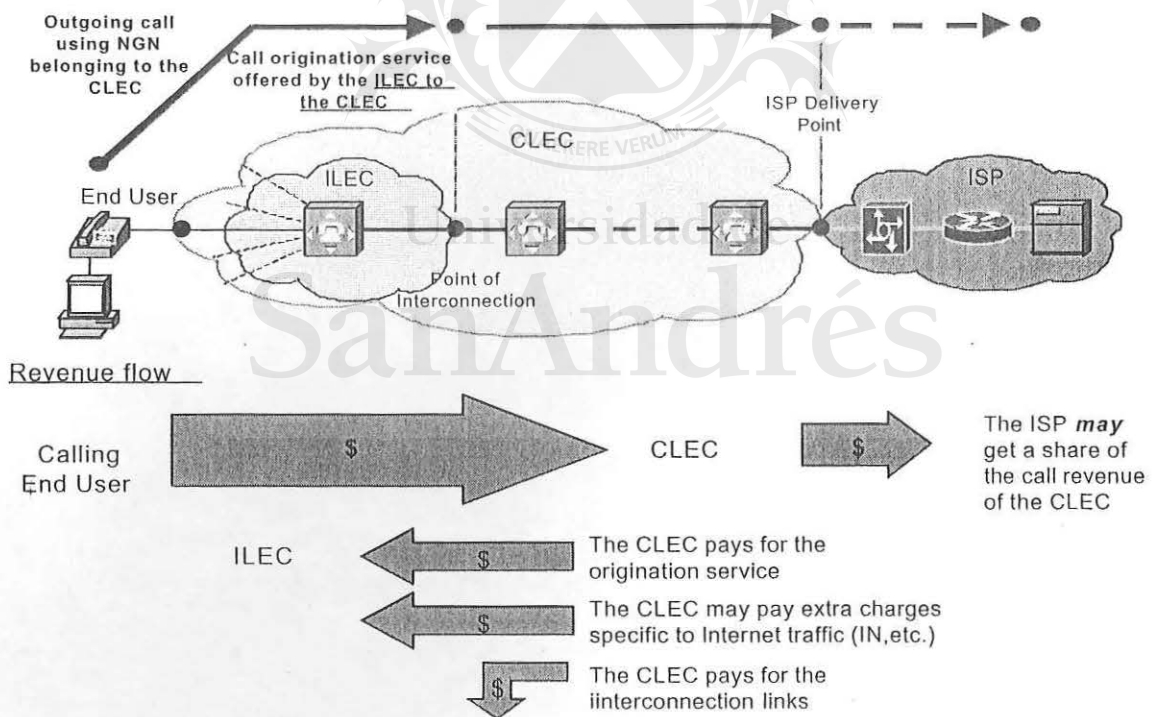 Outgoing call
using NGN
belonging to the
CLEC
Call origination service
offered by the ILEC to
the CLEC
ISP Delivery
Point
QUAERERE VERUM
CLEC
ILEC
End User
ISP
Universidad de
Point of
Interconnection
SanAndrés
Revenue flow
Calling
End User
$
CLEC
$
The ISP may
get a share of
the call revenue
of the CLEC
ILEC
$
The CLEC pays for the
origination service
$
The CLEC may pay extra charges
specific to Internet traffic (IN,etc.)
$
The CLEC pays for the
iinterconnection links